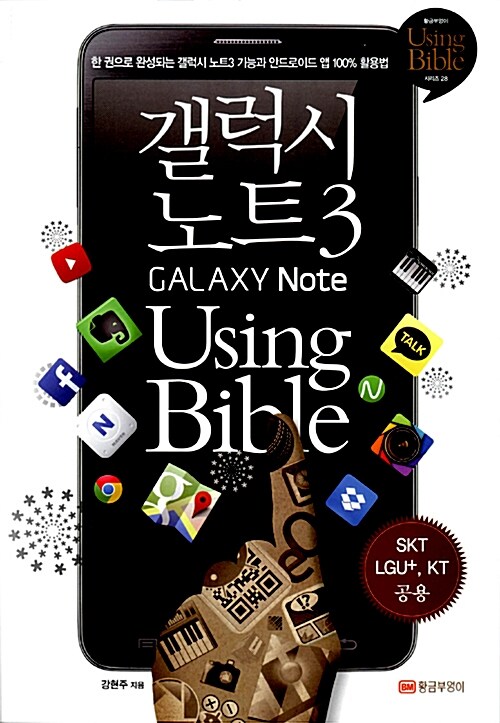 황금부엉이
Using
Bible
시리즈 28
한 권으로 완성되는 갤럭시 노트3 기능과 안드로이드 앱 100% 활용법
갤럭시
노트3
GALAXY Note
Using
Bible
TALK
N
f
N
SKT
LGU+, KT
공용
강현주 지음
BM 황금부엉이